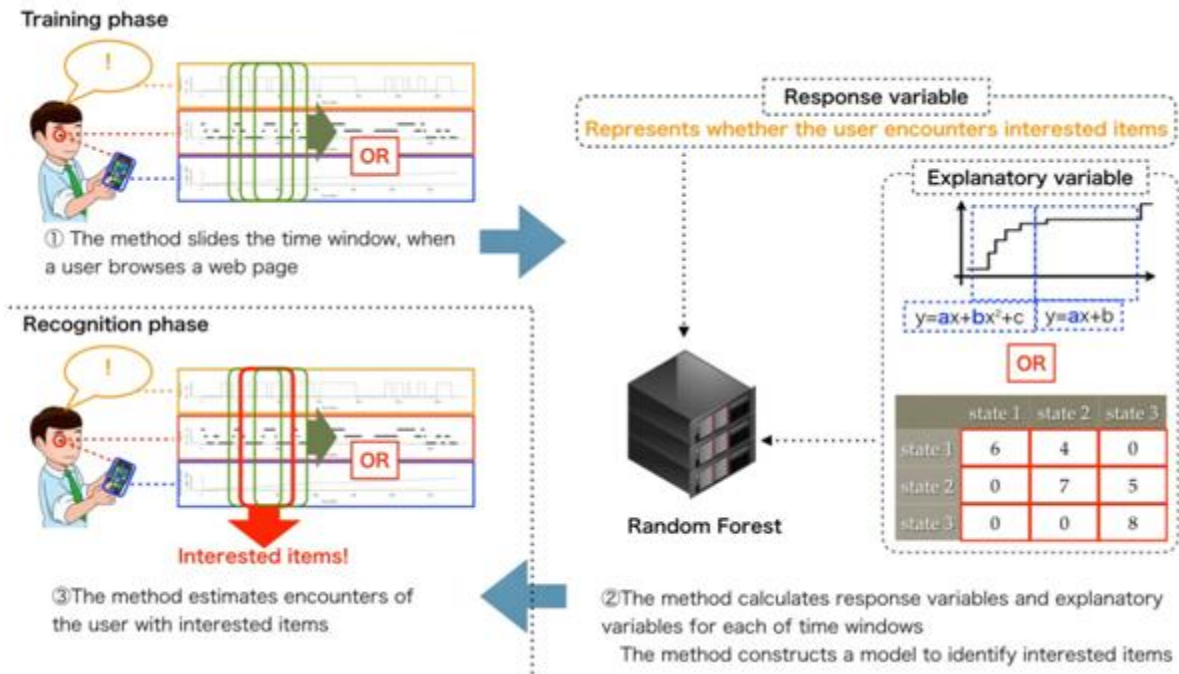 Training phase
!
OR
① The method slides the time window, when
a user browses a web page
Response variable
Represents whether the user encounters interested items
Explanatory variable
y=ax+bx²+c
y=ax+b
OR
state 1 state 2 state 3
state 1 6 4 0
state 2 0 7 5
state 3 0 0 8
Random Forest
②The method calculates response variables and explanatory
variables for each of time windows
The method constructs a model to identify interested items
Recognition phase
!
OR
Interested items!
③The method estimates encounters of
the user with interested items